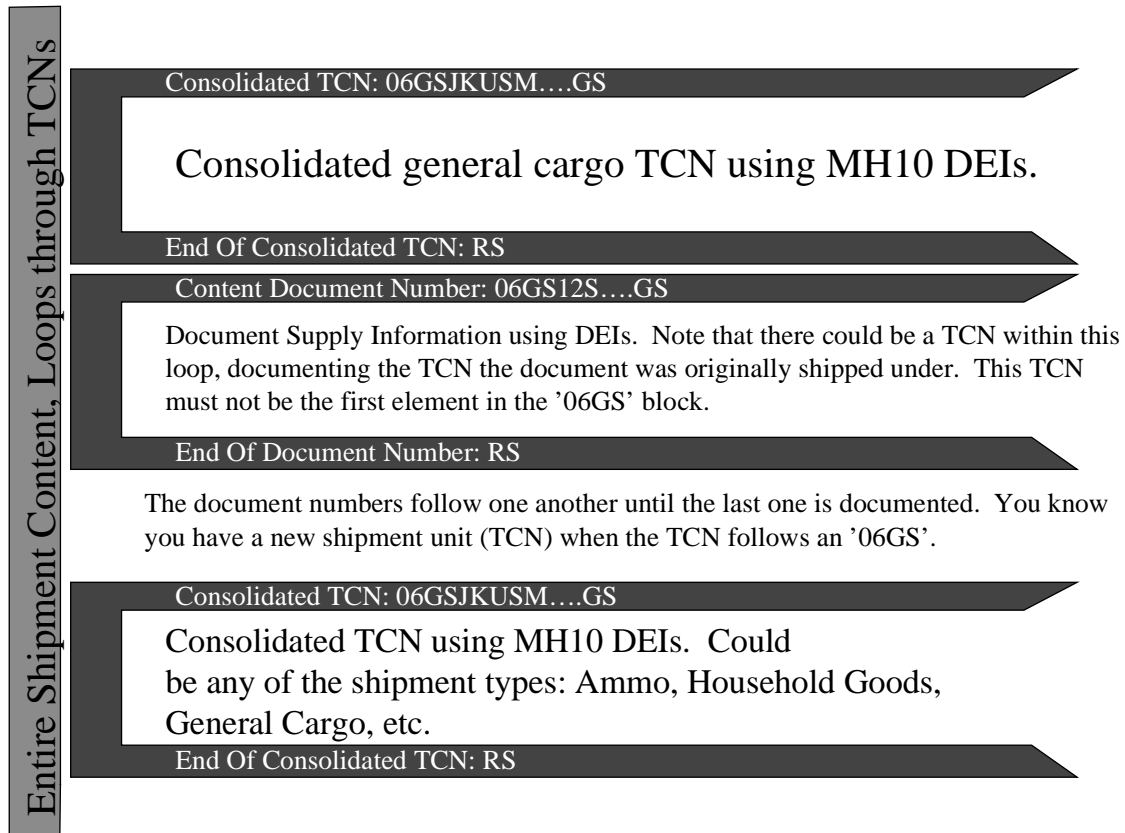 Entire Shipment Content, Loops through TCNs
Consolidated TCN: 06GSJKUSM….GS
Consolidated general cargo TCN using MH10 DEIs.
End Of Consolidated TCN: RS
Content Document Number: 06GS12S….GS
Document Supply Information using DEIs.  Note that there could be a TCN within this
loop, documenting the TCN the document was originally shipped under.  This TCN
must not be the first element in the ’06GS’ block.
End Of Document Number: RS
The document numbers follow one another until the last one is documented.  You know
you have a new shipment unit (TCN) when the TCN follows an ’06GS’.
Consolidated TCN: 06GSJKUSM….GS
Consolidated TCN using MH10 DEIs.  Could
be any of the shipment types: Ammo, Household Goods,
General Cargo, etc.
End Of Consolidated TCN: RS